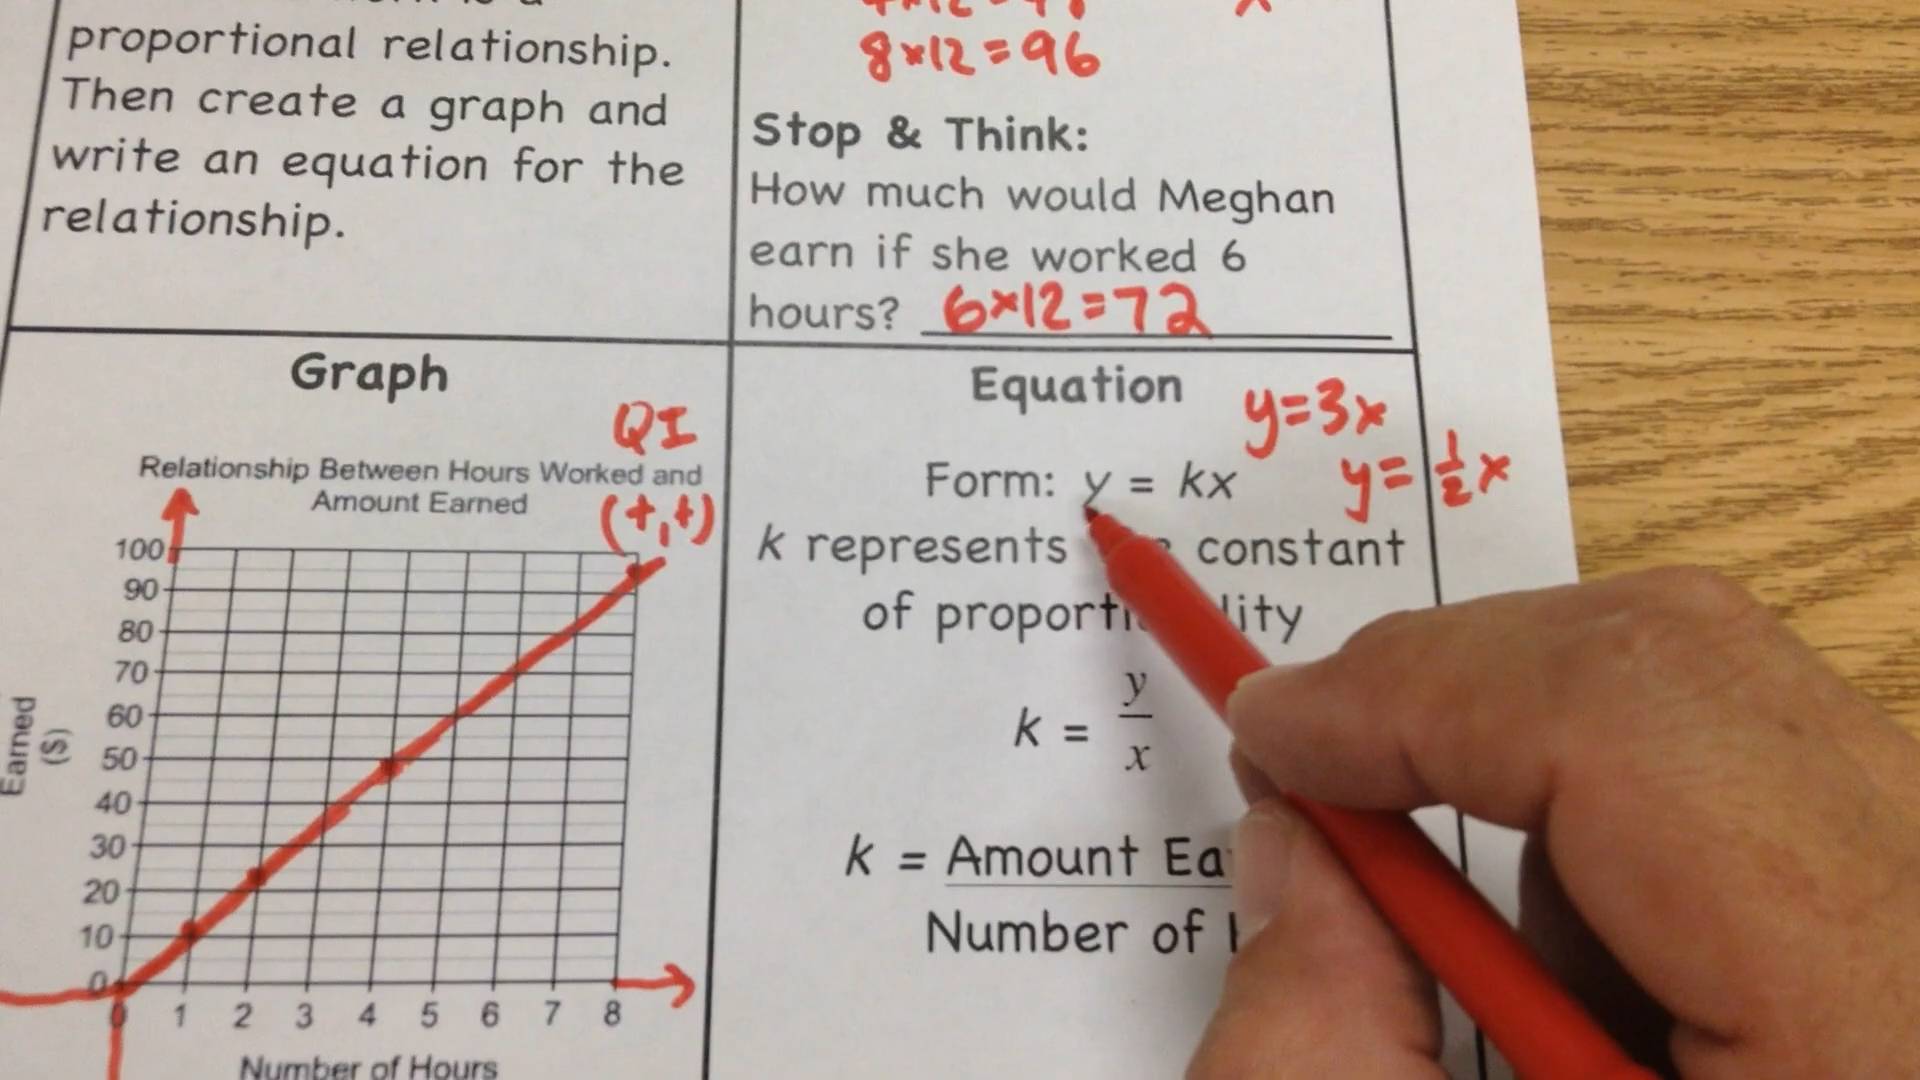 proportional relationship.
Then create a graph and
write an equation for the
relationship.
8×12=96
Stop & Think:
How much would Meghan
earn if she worked 6
hours? 6×12=72
Graph
QI
Relationship Between Hours Worked and
Amount Earned
(+,+)
100
90
80
70
60
50
40
30
20
10
0
0 1 2 3 4 5 6 7 8
Number of Hours
Earned
($)
Equation
y=3x
Form: y = kx
y=½x
k represents constant
of
k = y/x
k = Amount
Number of